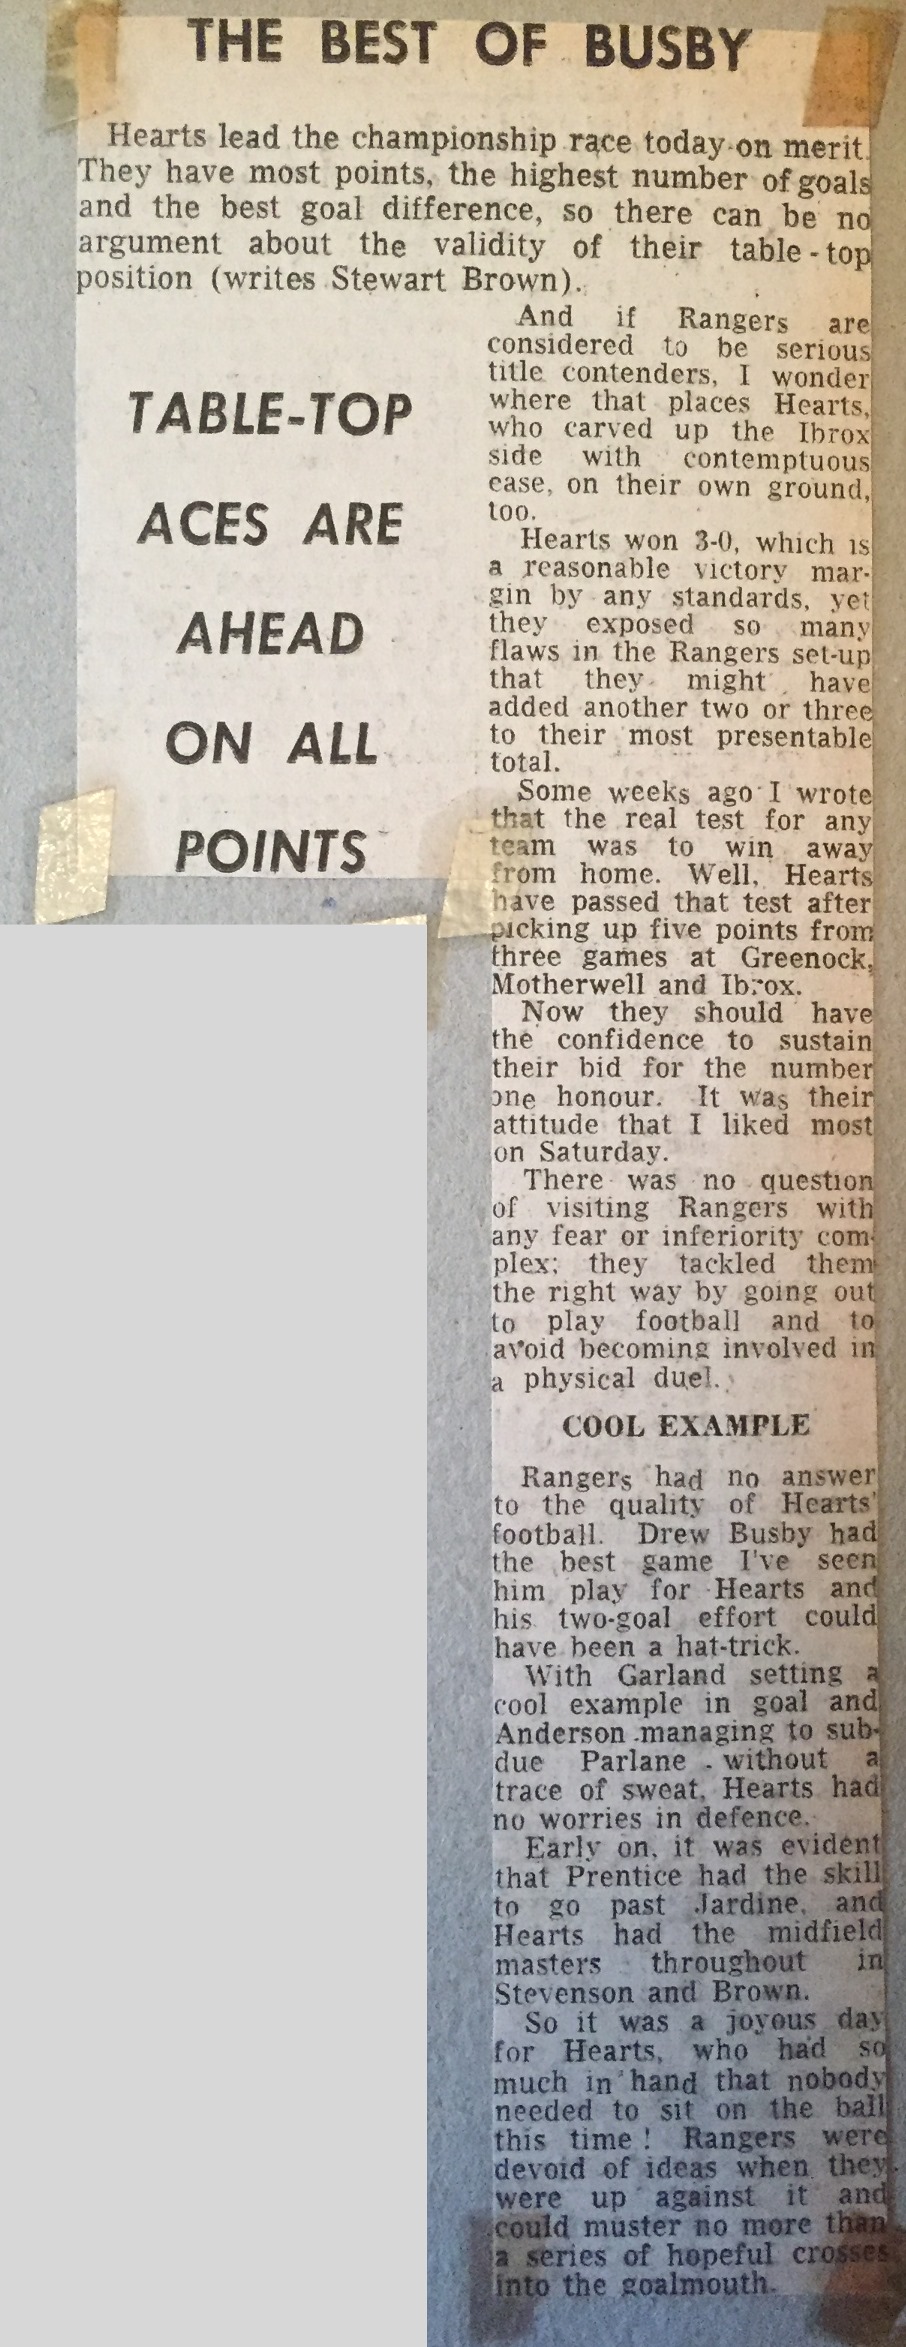 THE BEST OF BUSBY
Hearts lead the championship race today on merit.
They have most points, the highest number of goals
and the best goal difference, so there can be no
argument about the validity of their table-top
position (writes Stewart Brown).
TABLE-TOP
ACES ARE
AHEAD
ON ALL
POINTS
And if Rangers are
considered to be serious
title contenders, I wonder
where that places Hearts,
who carved up the Ibrox
side with contemptuous
ease, on their own ground,
too.
Hearts won 3-0, which is
a reasonable victory mar-
gin by any standards, yet
they exposed so many
flaws in the Rangers set-up
that they might have
added another two or three
to their most presentable
total.
Some weeks ago I wrote
that the real test for any
team was to win away
from home. Well, Hearts
have passed that test after
picking up five points from
three games at Greenock,
Motherwell and Ibrox.
Now they should have
the confidence to sustain
their bid for the number
one honour. It was their
attitude that I liked most
on Saturday.
There was no question
of visiting Rangers with
any fear or inferiority com-
plex; they tackled them
the right way by going out
to play football and to
avoid becoming involved in
a physical duel.
COOL EXAMPLE
Rangers had no answer
to the quality of Hearts'
football. Drew Busby had
the best game I've seen
him play for Hearts and
his two-goal effort could
have been a hat-trick.
With Garland setting a
cool example in goal and
Anderson managing to sub-
due Parlane without a
trace of sweat, Hearts had
no worries in defence.
Early on, it was evident
that Prentice had the skill
to go past Jardine, and
Hearts had the midfield
masters throughout in
Stevenson and Brown.
So it was a joyous day
for Hearts, who had so
much in hand that nobody
needed to sit on the ball
this time! Rangers were
devoid of ideas when they
were up against it and
could muster no more than
a series of hopeful crosses
into the goalmouth.